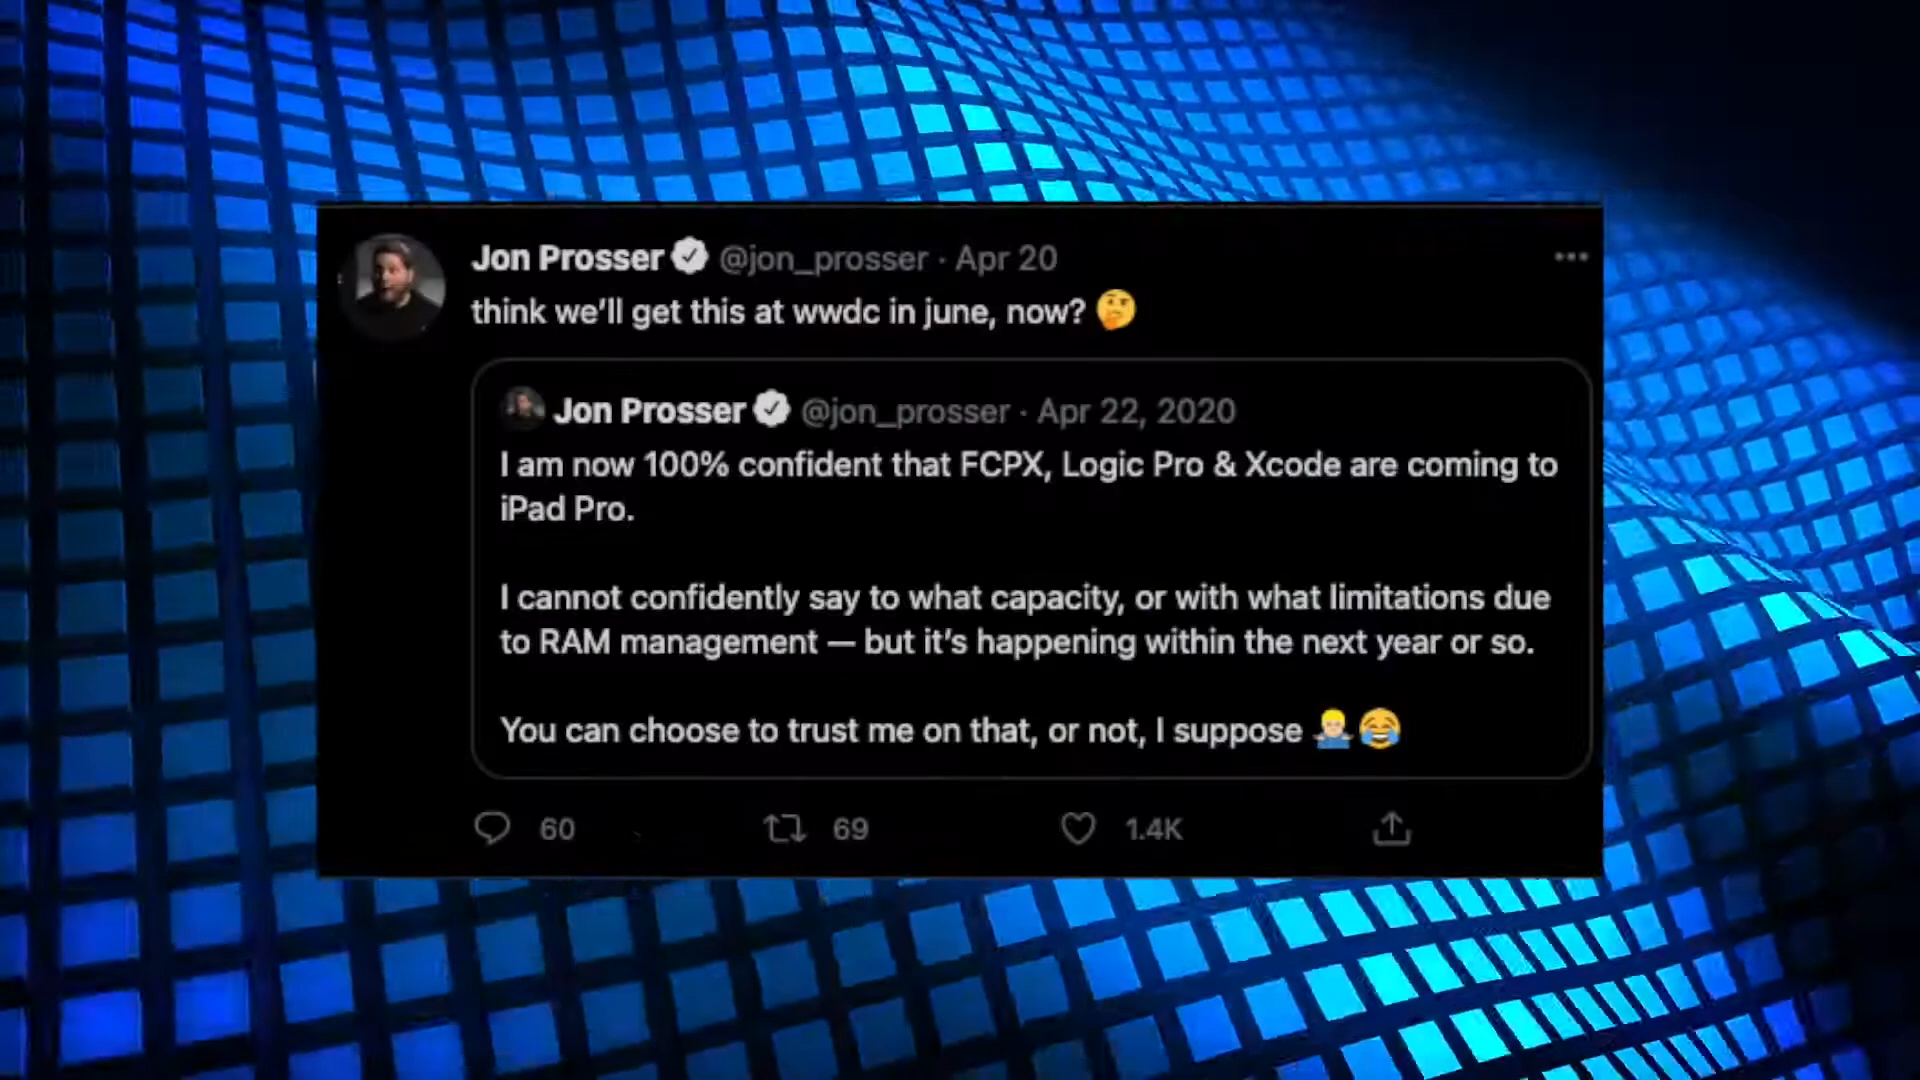 Jon Prosser @jon_prosser · Apr 20
think we’ll get this at wwdc in june, now? 🤔
Jon Prosser @jon_prosser · Apr 22, 2020
I am now 100% confident that FCPX, Logic Pro & Xcode are coming to
iPad Pro.
I cannot confidently say to what capacity, or with what limitations due
to RAM management — but it’s happening within the next year or so.
You can choose to trust me on that, or not, I suppose 🤷🏼‍♂️😂
60 69 1.4K